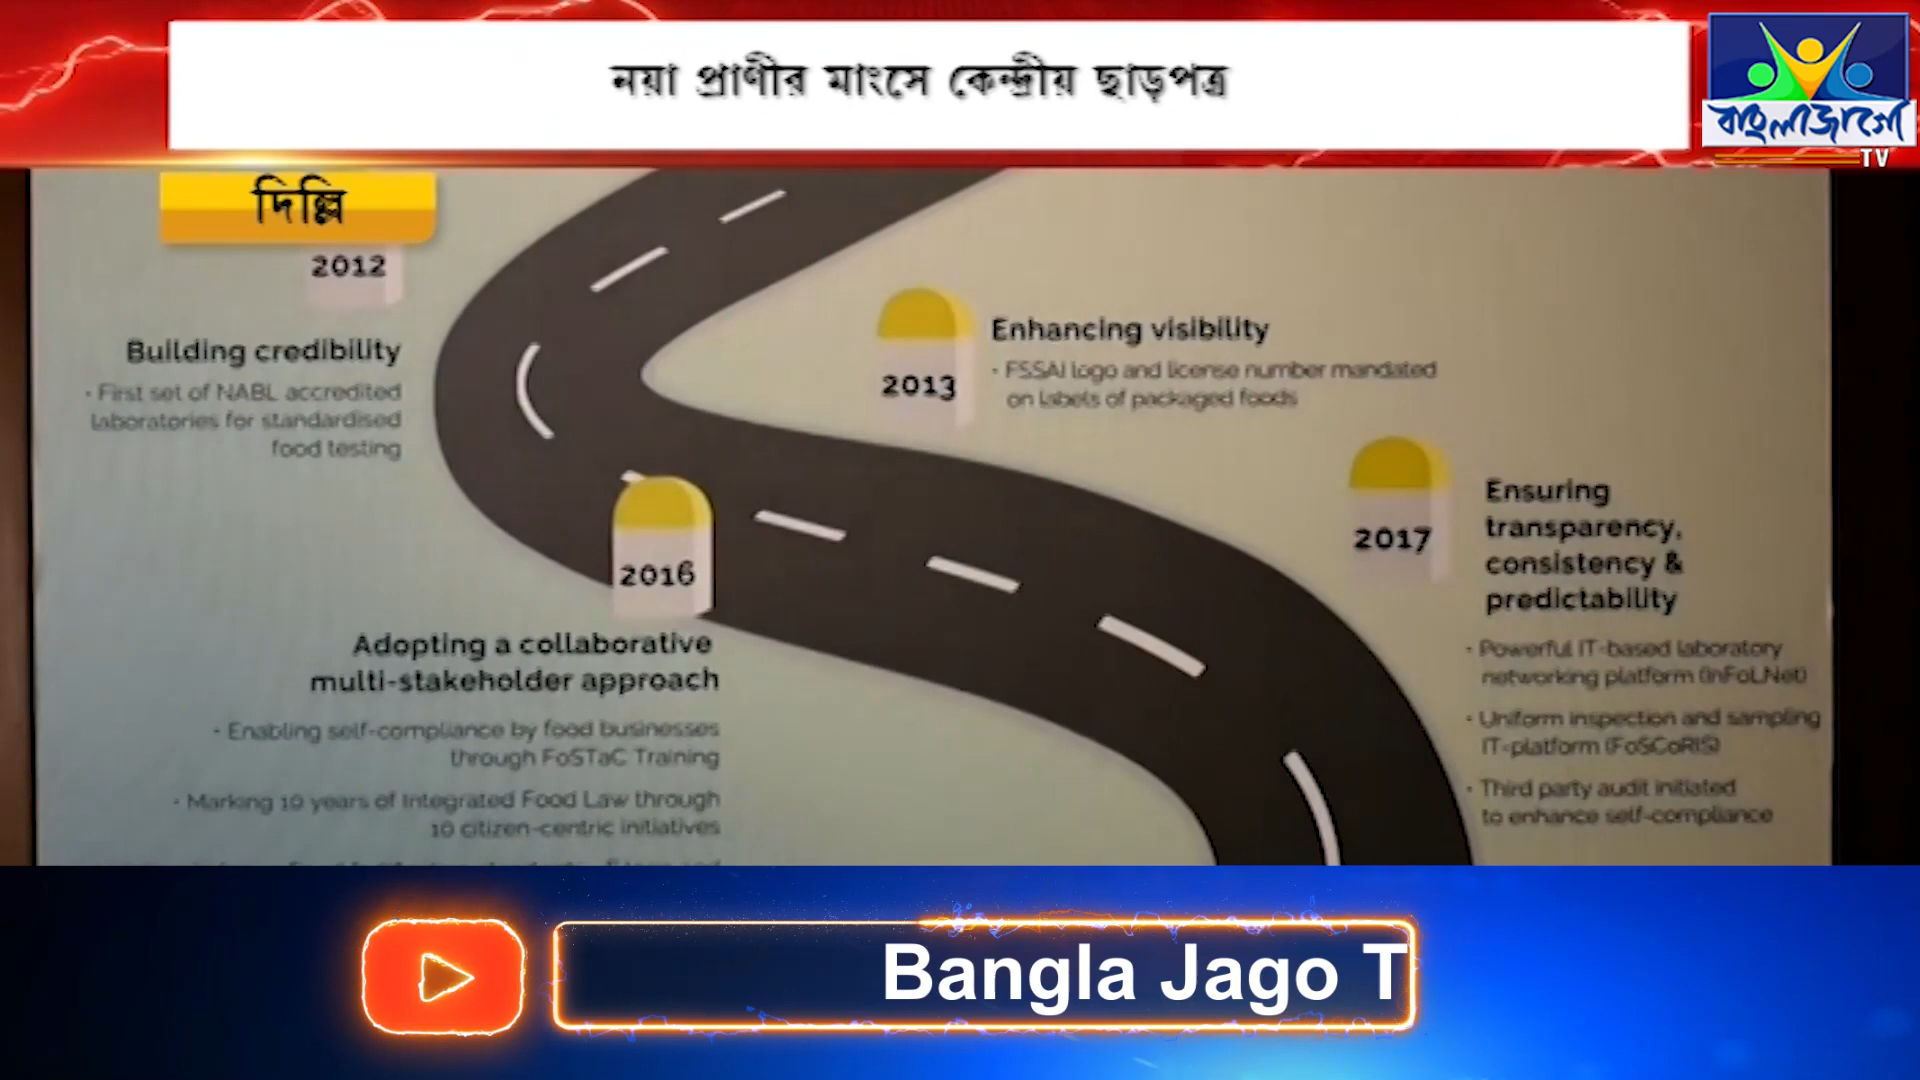 নয়া প্রাণীর মাংসে কেন্দ্রীয় ছাড়পত্র
বাংলাজাগো
TV
দিল্লি
2012
Building credibility
• First set of NABL accredited
laboratories for standardised
food testing
2013
Enhancing visibility
• FSSAI logo and license number mandated
on labels of packaged foods
2016
Adopting a collaborative
multi-stakeholder approach
• Enabling self-compliance by food businesses
through FoSTaC Training
• Marking 10 years of Integrated Food Law through
10 citizen-centric initiatives
2017
Ensuring
transparency,
consistency &
predictability
• Powerful IT-based laboratory
networking platform (InFoLNet)
• Uniform inspection and sampling
IT-platform (FoSCoRIS)
• Third party audit initiated
to enhance self-compliance
Bangla Jago T